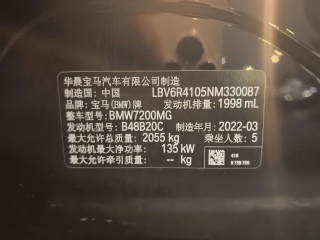 华晨宝马汽车有限公司制造
制造国: 中国 LBV6R4105NM330087
品牌: 宝马(BMW)牌 发动机排量: 1998 mL
整车型号: BMW7200MG
发动机型号: B48B20C 制造年月: 2022-03
最大允许总质量: 2055 kg 乘坐人数: 5
发动机最大净功率: 135 kW
最大允许牵引质量: -- kg